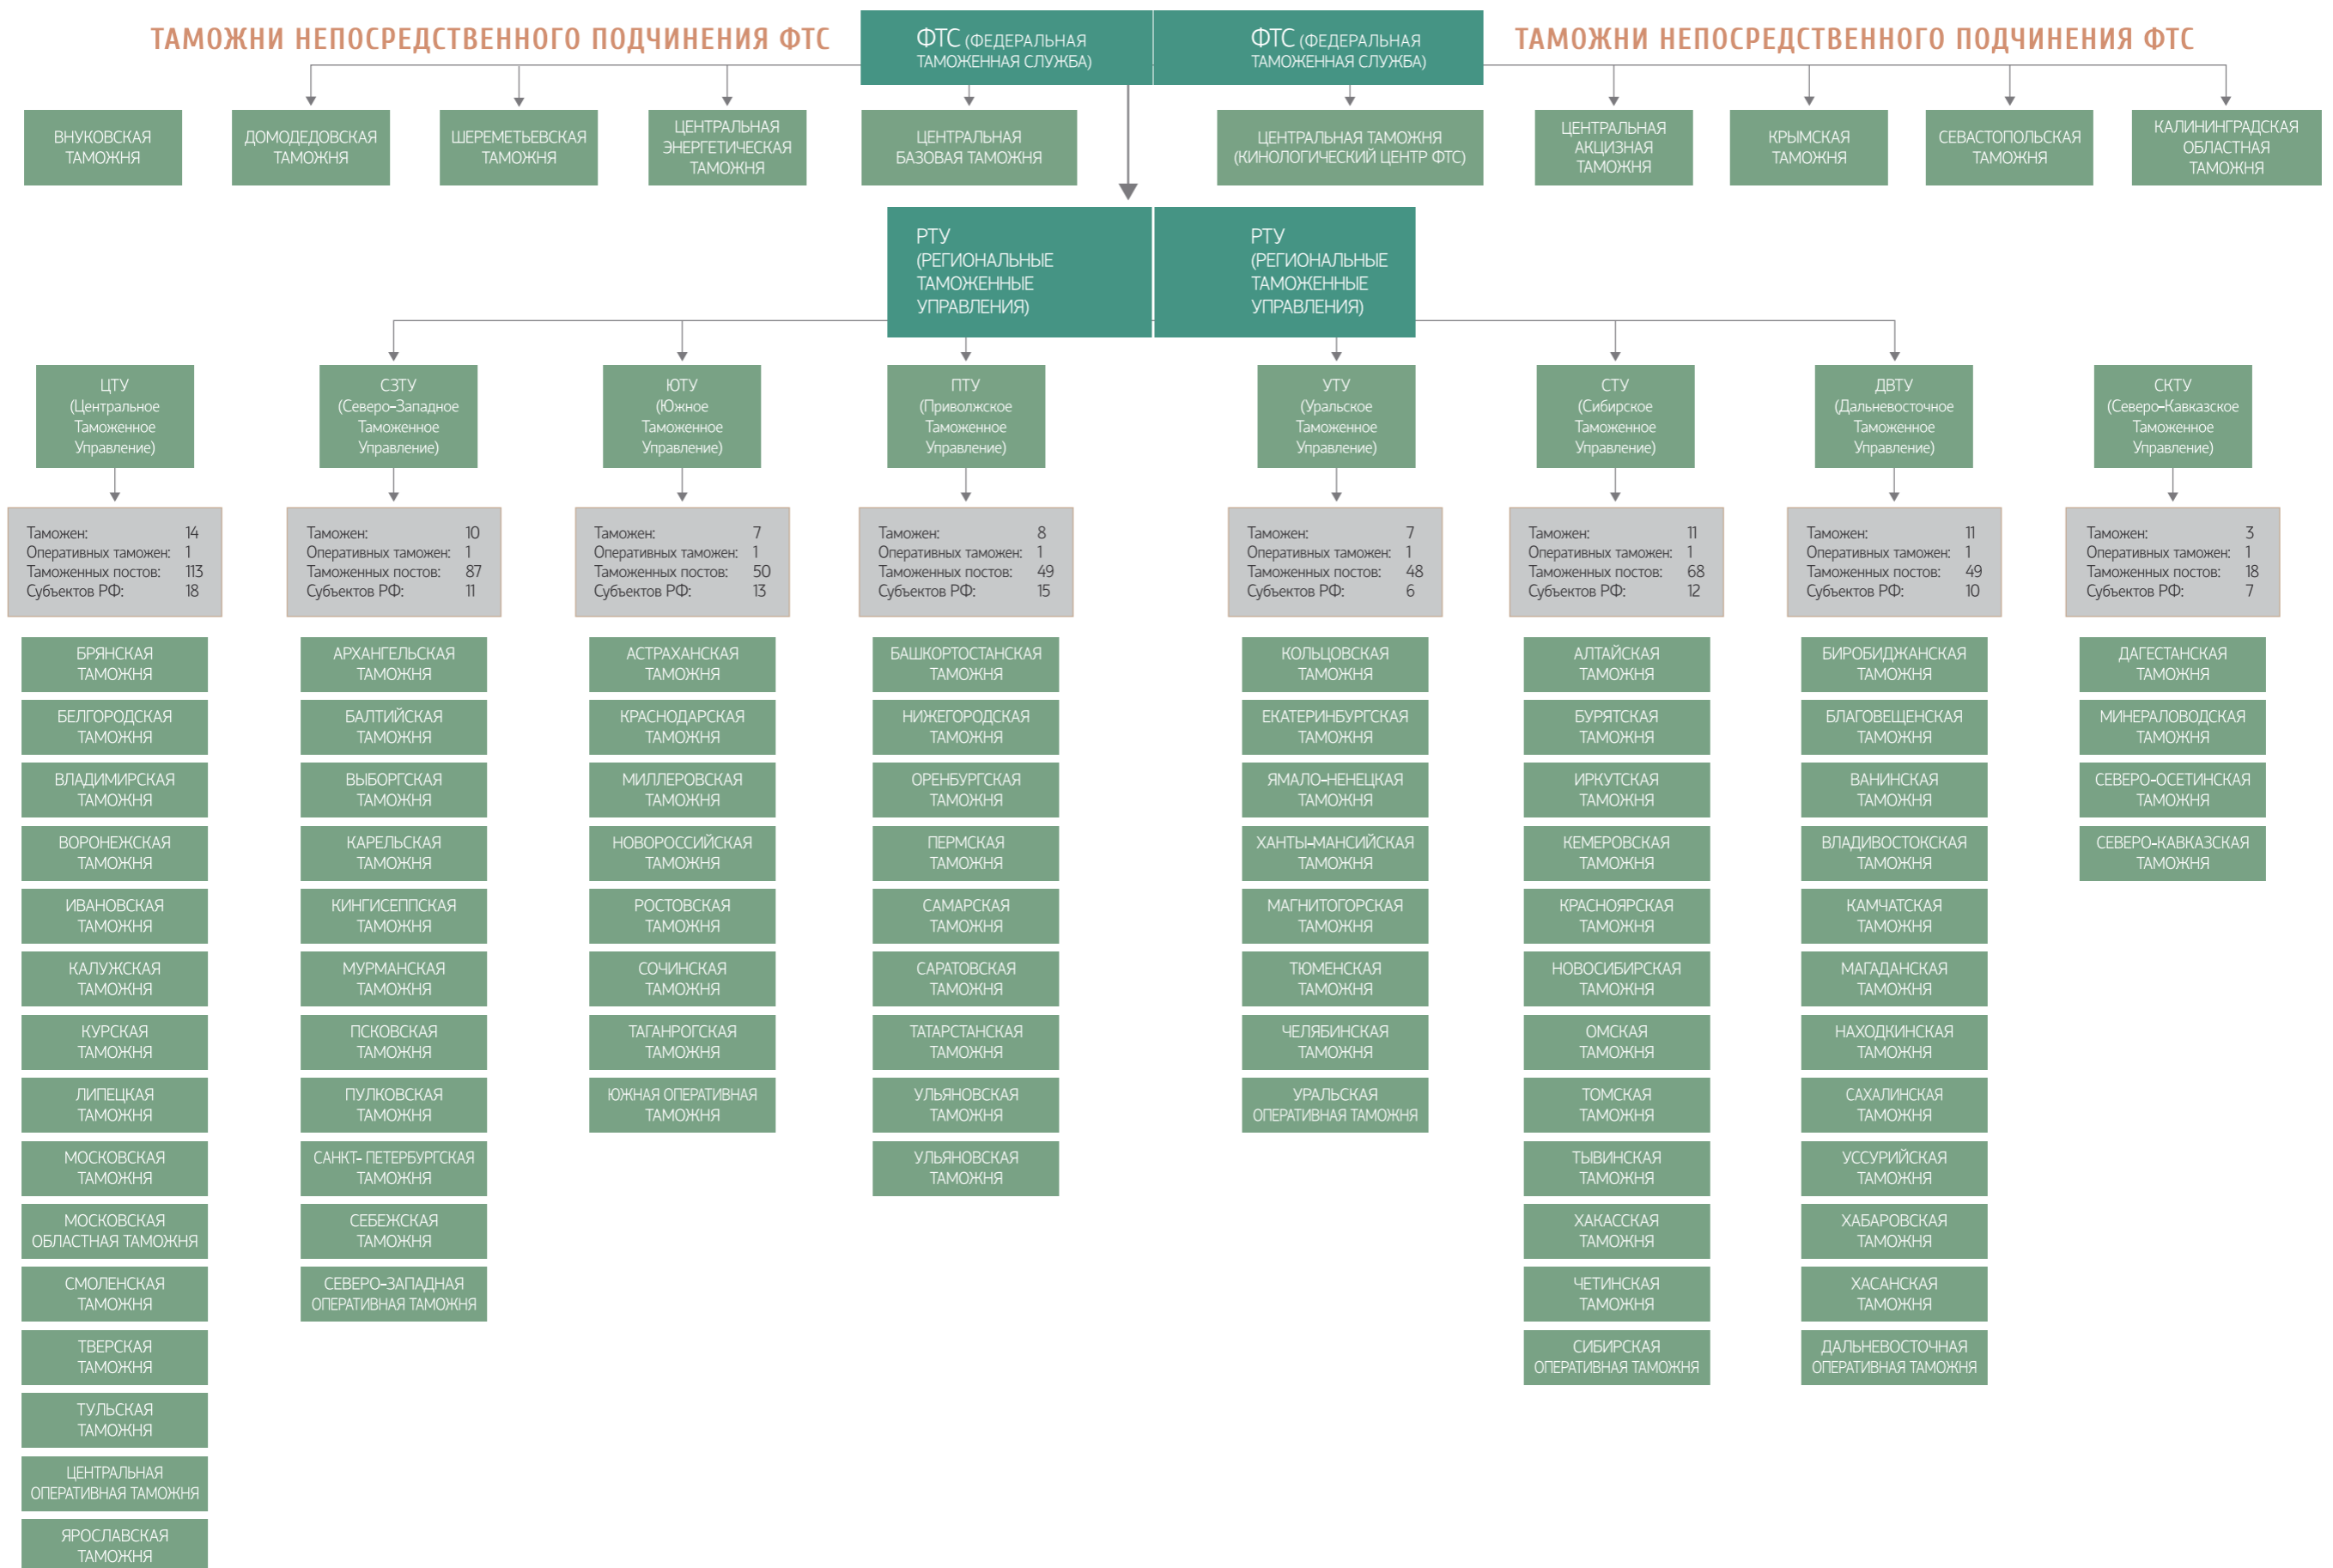 ТАМОЖНИ НЕПОСРЕДСТВЕННОГО ПОДЧИНЕНИЯ ФТС
ФТС (ФЕДЕРАЛЬНАЯ
ТАМОЖЕННАЯ СЛУЖБА)
ФТС (ФЕДЕРАЛЬНАЯ
ТАМОЖЕННАЯ СЛУЖБА)
ТАМОЖНИ НЕПОСРЕДСТВЕННОГО ПОДЧИНЕНИЯ ФТС
ВНУКОВСКАЯ
ТАМОЖНЯ
ДОМОДЕДОВСКАЯ
ТАМОЖНЯ
ШЕРЕМЕТЬЕВСКАЯ
ТАМОЖНЯ
ЦЕНТРАЛЬНАЯ
ЭНЕРГЕТИЧЕСКАЯ
ТАМОЖНЯ
ЦЕНТРАЛЬНАЯ
БАЗОВАЯ ТАМОЖНЯ
ЦЕНТРАЛЬНАЯ ТАМОЖНЯ
(КИНОЛОГИЧЕСКИЙ ЦЕНТР ФТС)
ЦЕНТРАЛЬНАЯ
АКЦИЗНАЯ
ТАМОЖНЯ
КРЫМСКАЯ
ТАМОЖНЯ
СЕВАСТОПОЛЬСКАЯ
ТАМОЖНЯ
КАЛИНИНГРАДСКАЯ
ОБЛАСТНАЯ
ТАМОЖНЯ
РТУ
(РЕГИОНАЛЬНЫЕ
ТАМОЖЕННЫЕ
УПРАВЛЕНИЯ)
РТУ
(РЕГИОНАЛЬНЫЕ
ТАМОЖЕННЫЕ
УПРАВЛЕНИЯ)
ЦТУ
(Центральное
Таможенное
Управление)
Таможен: 14
Оперативных таможен: 1
Таможенных постов: 113
Субъектов РФ: 18
БРЯНСКАЯ
ТАМОЖНЯ
БЕЛГОРОДСКАЯ
ТАМОЖНЯ
ВЛАДИМИРСКАЯ
ТАМОЖНЯ
ВОРОНЕЖСКАЯ
ТАМОЖНЯ
ИВАНОВСКАЯ
ТАМОЖНЯ
КАЛУЖСКАЯ
ТАМОЖНЯ
КУРСКАЯ
ТАМОЖНЯ
ЛИПЕЦКАЯ
ТАМОЖНЯ
МОСКОВСКАЯ
ТАМОЖНЯ
МОСКОВСКАЯ
ОБЛАСТНАЯ ТАМОЖНЯ
СМОЛЕНСКАЯ
ТАМОЖНЯ
ТВЕРСКАЯ
ТАМОЖНЯ
ТУЛЬСКАЯ
ТАМОЖНЯ
ЦЕНТРАЛЬНАЯ
ОПЕРАТИВНАЯ ТАМОЖНЯ
ЯРОСЛАВСКАЯ
ТАМОЖНЯ
СЗТУ
(Северо-Западное
Таможенное
Управление)
Таможен: 10
Оперативных таможен: 1
Таможенных постов: 87
Субъектов РФ: 11
АРХАНГЕЛЬСКАЯ
ТАМОЖНЯ
БАЛТИЙСКАЯ
ТАМОЖНЯ
ВЫБОРГСКАЯ
ТАМОЖНЯ
КАРЕЛЬСКАЯ
ТАМОЖНЯ
КИНГИСЕППСКАЯ
ТАМОЖНЯ
МУРМАНСКАЯ
ТАМОЖНЯ
ПСКОВСКАЯ
ТАМОЖНЯ
ПУЛКОВСКАЯ
ТАМОЖНЯ
САНКТ- ПЕТЕРБУРГСКАЯ
ТАМОЖНЯ
СЕБЕЖСКАЯ
ТАМОЖНЯ
СЕВЕРО-ЗАПАДНАЯ
ОПЕРАТИВНАЯ ТАМОЖНЯ
ЮТУ
(Южное
Таможенное
Управление)
Таможен: 7
Оперативных таможен: 1
Таможенных постов: 50
Субъектов РФ: 13
АСТРАХАНСКАЯ
ТАМОЖНЯ
КРАСНОДАРСКАЯ
ТАМОЖНЯ
МИЛЛЕРОВСКАЯ
ТАМОЖНЯ
НОВОРОССИЙСКАЯ
ТАМОЖНЯ
РОСТОВСКАЯ
ТАМОЖНЯ
СОЧИНСКАЯ
ТАМОЖНЯ
ТАГАНРОГСКАЯ
ТАМОЖНЯ
ЮЖНАЯ ОПЕРАТИВНАЯ
ТАМОЖНЯ
ПТУ
(Приволжское
Таможенное
Управление)
Таможен: 8
Оперативных таможен: 1
Таможенных постов: 49
Субъектов РФ: 15
БАШКОРТОСТАНСКАЯ
ТАМОЖНЯ
НИЖЕГОРОДСКАЯ
ТАМОЖНЯ
ОРЕНБУРГСКАЯ
ТАМОЖНЯ
ПЕРМСКАЯ
ТАМОЖНЯ
САМАРСКАЯ
ТАМОЖНЯ
САРАТОВСКАЯ
ТАМОЖНЯ
ТАТАРСТАНСКАЯ
ТАМОЖНЯ
УЛЬЯНОВСКАЯ
ТАМОЖНЯ
УЛЬЯНОВСКАЯ
ТАМОЖНЯ
УТУ
(Уральское
Таможенное
Управление)
Таможен: 7
Оперативных таможен: 1
Таможенных постов: 48
Субъектов РФ: 6
КОЛЬЦОВСКАЯ
ТАМОЖНЯ
ЕКАТЕРИНБУРГСКАЯ
ТАМОЖНЯ
ЯМАЛО-НЕНЕЦКАЯ
ТАМОЖНЯ
ХАНТЫ-МАНСИЙСКАЯ
ТАМОЖНЯ
МАГНИТОГОРСКАЯ
ТАМОЖНЯ
ТЮМЕНСКАЯ
ТАМОЖНЯ
ЧЕЛЯБИНСКАЯ
ТАМОЖНЯ
УРАЛЬСКАЯ
ОПЕРАТИВНАЯ ТАМОЖНЯ
СТУ
(Сибирское
Таможенное
Управление)
Таможен: 11
Оперативных таможен: 1
Таможенных постов: 68
Субъектов РФ: 12
АЛТАЙСКАЯ
ТАМОЖНЯ
БУРЯТСКАЯ
ТАМОЖНЯ
ИРКУТСКАЯ
ТАМОЖНЯ
КЕМЕРОВСКАЯ
ТАМОЖНЯ
КРАСНОЯРСКАЯ
ТАМОЖНЯ
НОВОСИБИРСКАЯ
ТАМОЖНЯ
ОМСКАЯ
ТАМОЖНЯ
ТОМСКАЯ
ТАМОЖНЯ
ТЫВИНСКАЯ
ТАМОЖНЯ
ХАКАССКАЯ
ТАМОЖНЯ
ЧЕТИНСКАЯ
ТАМОЖНЯ
СИБИРСКАЯ
ОПЕРАТИВНАЯ ТАМОЖНЯ
ДВТУ
(Дальневосточное
Таможенное
Управление)
Таможен: 11
Оперативных таможен: 1
Таможенных постов: 49
Субъектов РФ: 10
БИРОБИДЖАНСКАЯ
ТАМОЖНЯ
БЛАГОВЕЩЕНСКАЯ
ТАМОЖНЯ
ВАНИНСКАЯ
ТАМОЖНЯ
ВЛАДИВОСТОКСКАЯ
ТАМОЖНЯ
КАМЧАТСКАЯ
ТАМОЖНЯ
МАГАДАНСКАЯ
ТАМОЖНЯ
НАХОДКИНСКАЯ
ТАМОЖНЯ
САХАЛИНСКАЯ
ТАМОЖНЯ
УССУРИЙСКАЯ
ТАМОЖНЯ
ХАБАРОВСКАЯ
ТАМОЖНЯ
ХАСАНСКАЯ
ТАМОЖНЯ
ДАЛЬНЕВОСТОЧНАЯ
ОПЕРАТИВНАЯ ТАМОЖНЯ
СКТУ
(Северо-Кавказское
Таможенное
Управление)
Таможен: 3
Оперативных таможен: 1
Таможенных постов: 18
Субъектов РФ: 7
ДАГЕСТАНСКАЯ
ТАМОЖНЯ
МИНЕРАЛОВОДСКАЯ
ТАМОЖНЯ
СЕВЕРО-ОСЕТИНСКАЯ
ТАМОЖНЯ
СЕВЕРО-КАВКАЗСКАЯ
ТАМОЖНЯ